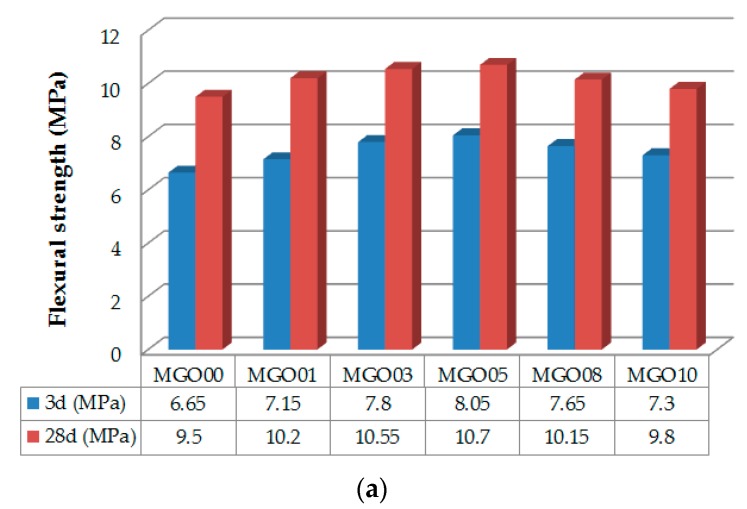 Flexural strength (MPa)
12
10
8
6
4
2
0
MGO00 MGO01 MGO03 MGO05 MGO08 MGO10
3d (MPa) 6.65 7.15 7.8 8.05 7.65 7.3
28d (MPa) 9.5 10.2 10.55 10.7 10.15 9.8
(a)